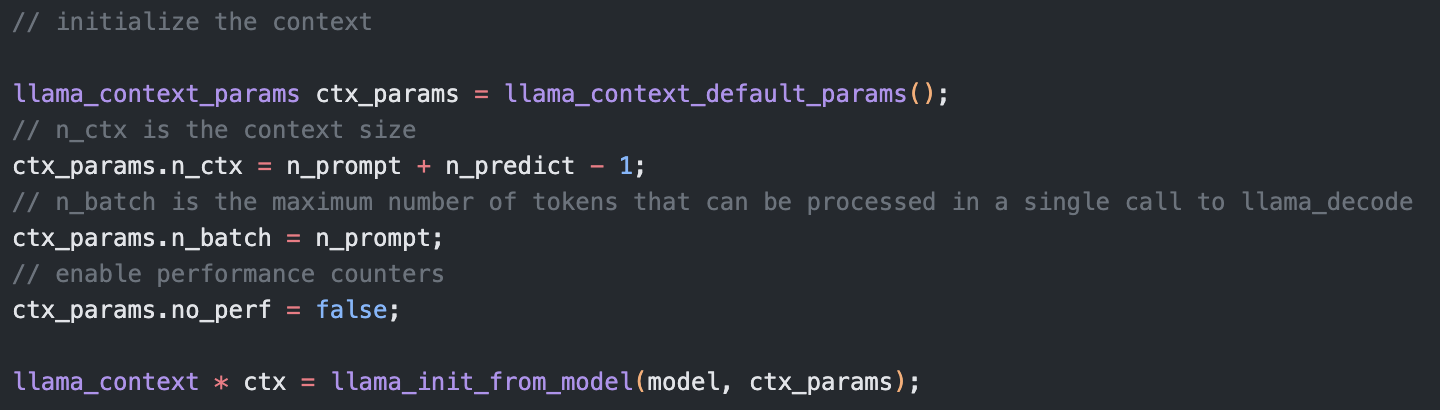 // initialize the context
llama_context_params ctx_params = llama_context_default_params();
// n_ctx is the context size
ctx_params.n_ctx = n_prompt + n_predict - 1;
// n_batch is the maximum number of tokens that can be processed in a single call to llama_decode
ctx_params.n_batch = n_prompt;
// enable performance counters
ctx_params.no_perf = false;
llama_context * ctx = llama_init_from_model(model, ctx_params);